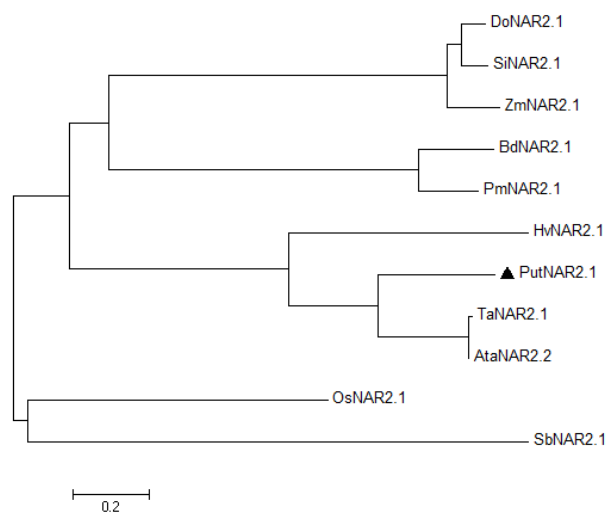 DoNAR2.1
SiNAR2.1
ZmNAR2.1
BdNAR2.1
PmNAR2.1
HvNAR2.1
PutNAR2.1
TaNAR2.1
AtaNAR2.2
OsNAR2.1
SbNAR2.1
0.2